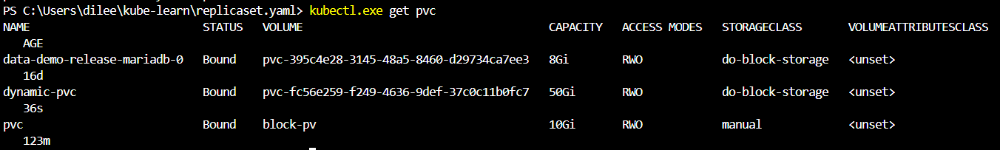 PS C:\Users\dilee\kube-learn\replicaset.yaml> kubectl.exe get pvc
NAME STATUS VOLUME CAPACITY ACCESS MODES STORAGECLASS VOLUMEATTRIBUTESCLASS
AGE
data-demo-release-mariadb-0 Bound pvc-395c4e28-3145-48a5-8460-d29734ca7ee3 8Gi RWO do-block-storage <unset>
16d
dynamic-pvc Bound pvc-fc56e259-f249-4636-9def-37c0c11b0fc7 50Gi RWO do-block-storage <unset>
36s
pvc Bound block-pv 10Gi RWO manual <unset>
123m